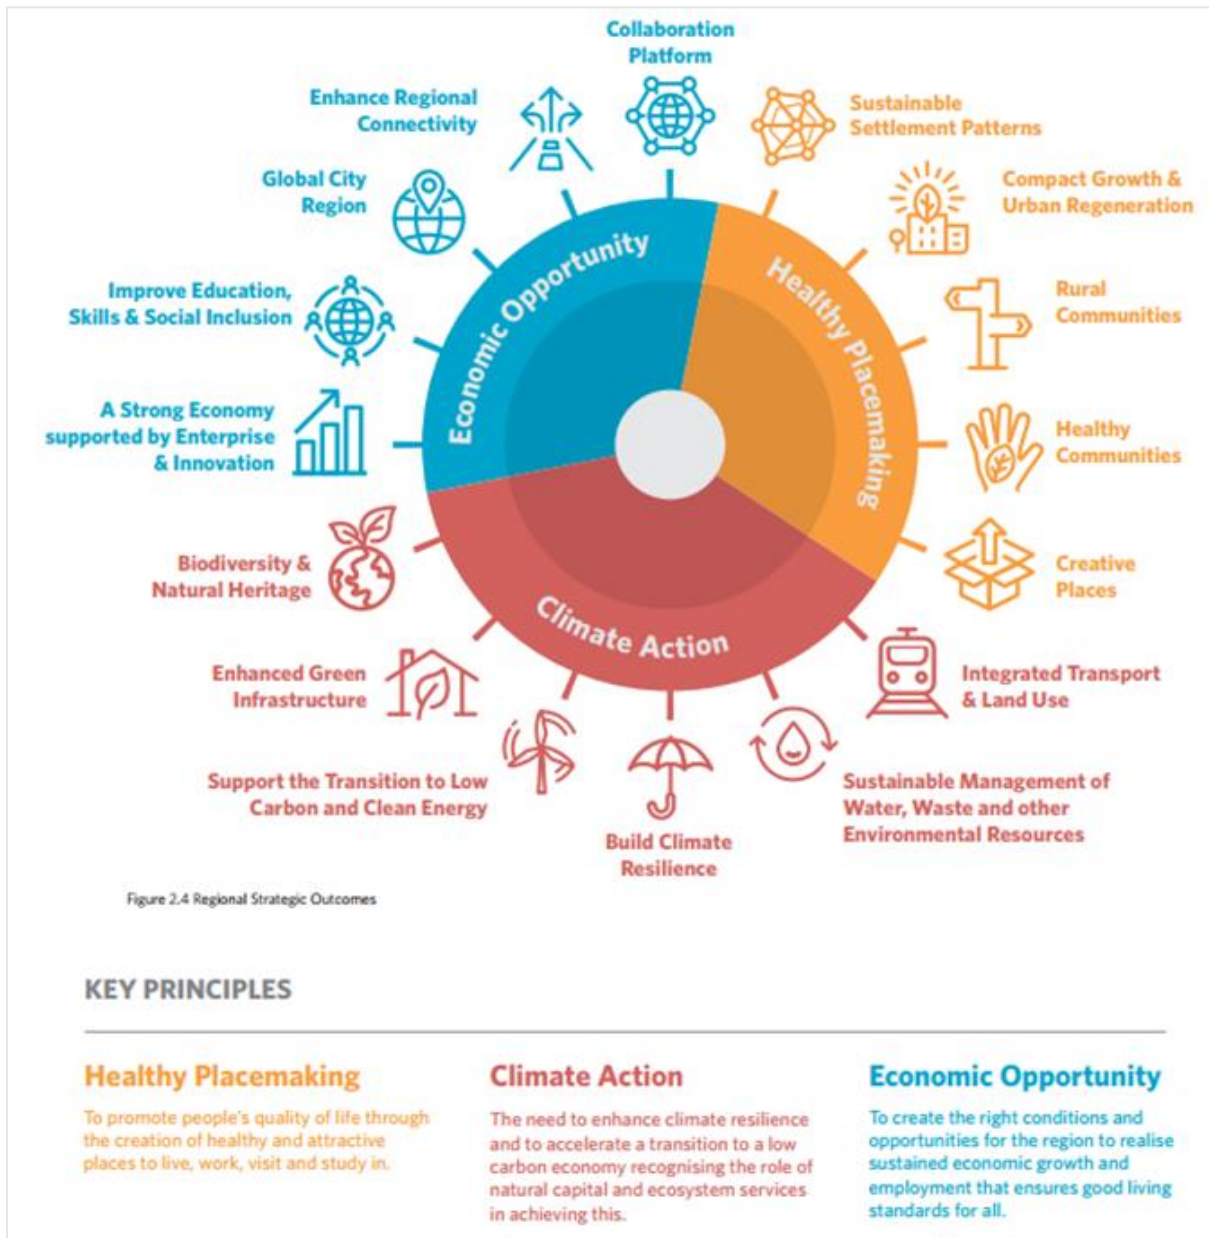 Collaboration
Platform
Enhance Regional
Connectivity
Sustainable
Settlement Patterns
Global City
Region
Compact Growth &
Urban Regeneration
Improve Education,
Skills & Social Inclusion
Rural
Communities
A Strong Economy
supported by Enterprise
& Innovation
Healthy
Communities
Biodiversity &
Natural Heritage
Creative
Places
Enhanced Green
Infrastructure
Integrated Transport
& Land Use
Support the Transition to Low
Carbon and Clean Energy
Build Climate
Resilience
Sustainable Management of
Water, Waste and other
Environmental Resources
Economic Opportunity
Healthy Placemaking
Climate Action
Figure 2.4 Regional Strategic Outcomes
KEY PRINCIPLES
Healthy Placemaking
To promote people's quality of life through
the creation of healthy and attractive
places to live, work, visit and study in.
Climate Action
The need to enhance climate resilience
and to accelerate a transition to a low
carbon economy recognising the role of
natural capital and ecosystem services
in achieving this.
Economic Opportunity
To create the right conditions and
opportunities for the region to realise
sustained economic growth and
employment that ensures good living
standards for all.